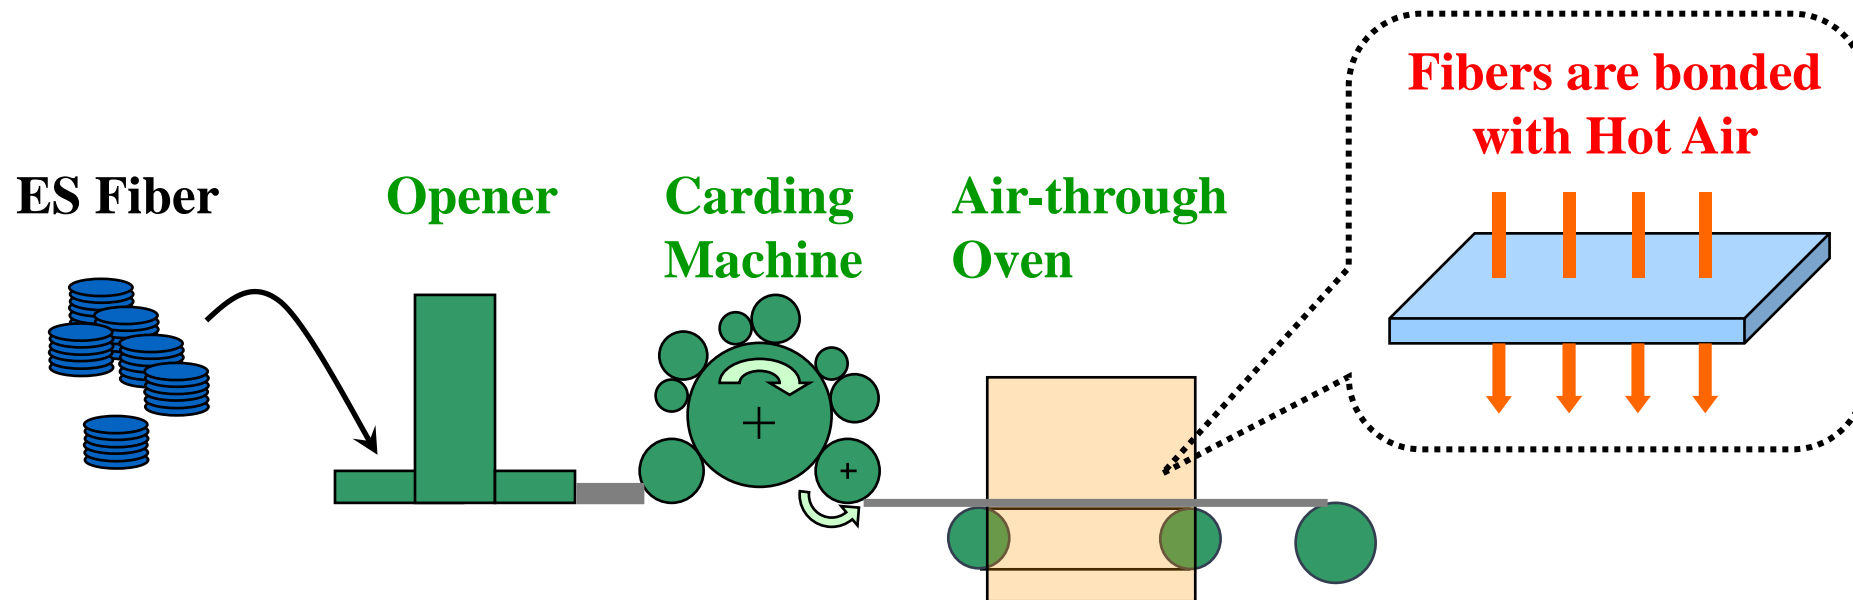 Fibers are bonded
with Hot Air
ES Fiber
Opener
Carding
Machine
Air-through
Oven